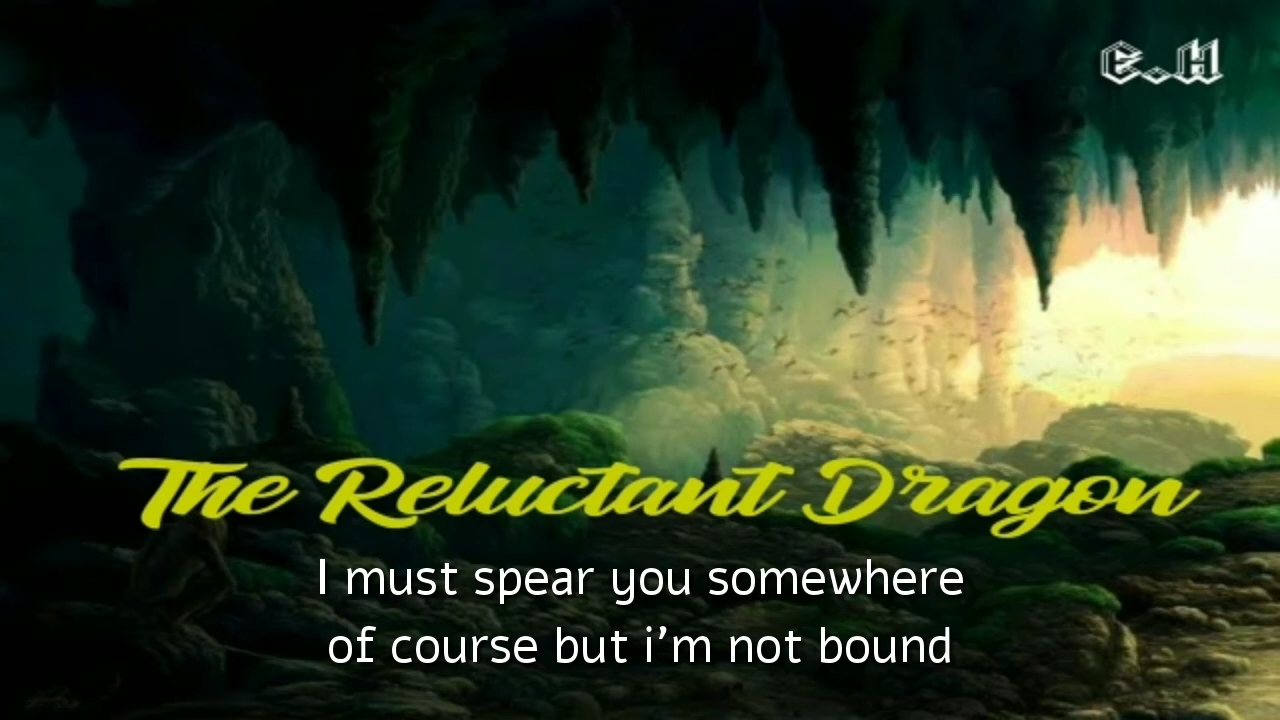 E.H
The Reluctant Dragon
I must spear you somewhere
of course but i'm not bound